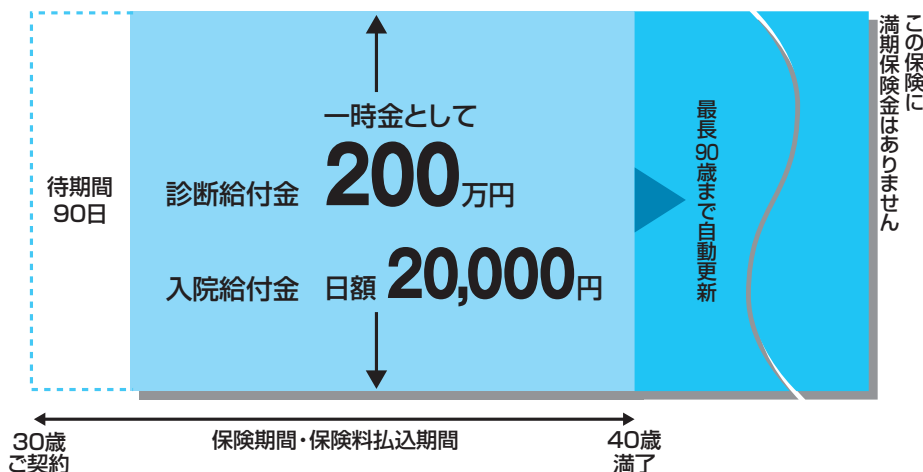 待期間
90日
一時金として
診断給付金 200万円
入院給付金 日額 20,000円
最長90歳まで自動更新
この保険に
満期保険金はありません
30歳
ご契約
保険期間・保険料払込期間
40歳
満了